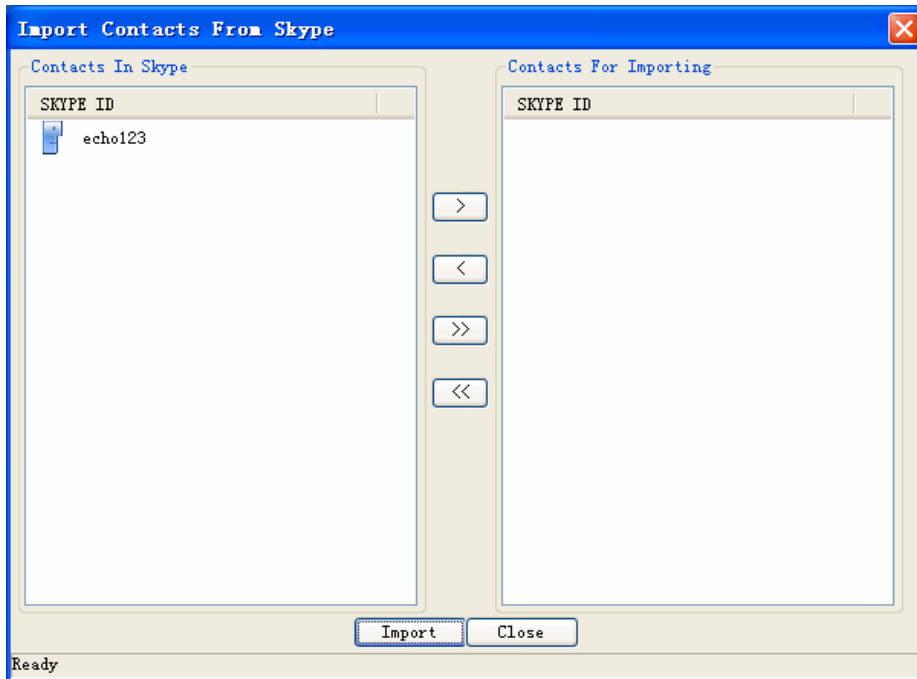 Import Contacts From Skype
Contacts In Skype
Contacts For Importing
SKYPE ID
SKYPE ID
echo123
>
<
>>
<<
Import
Close
Ready